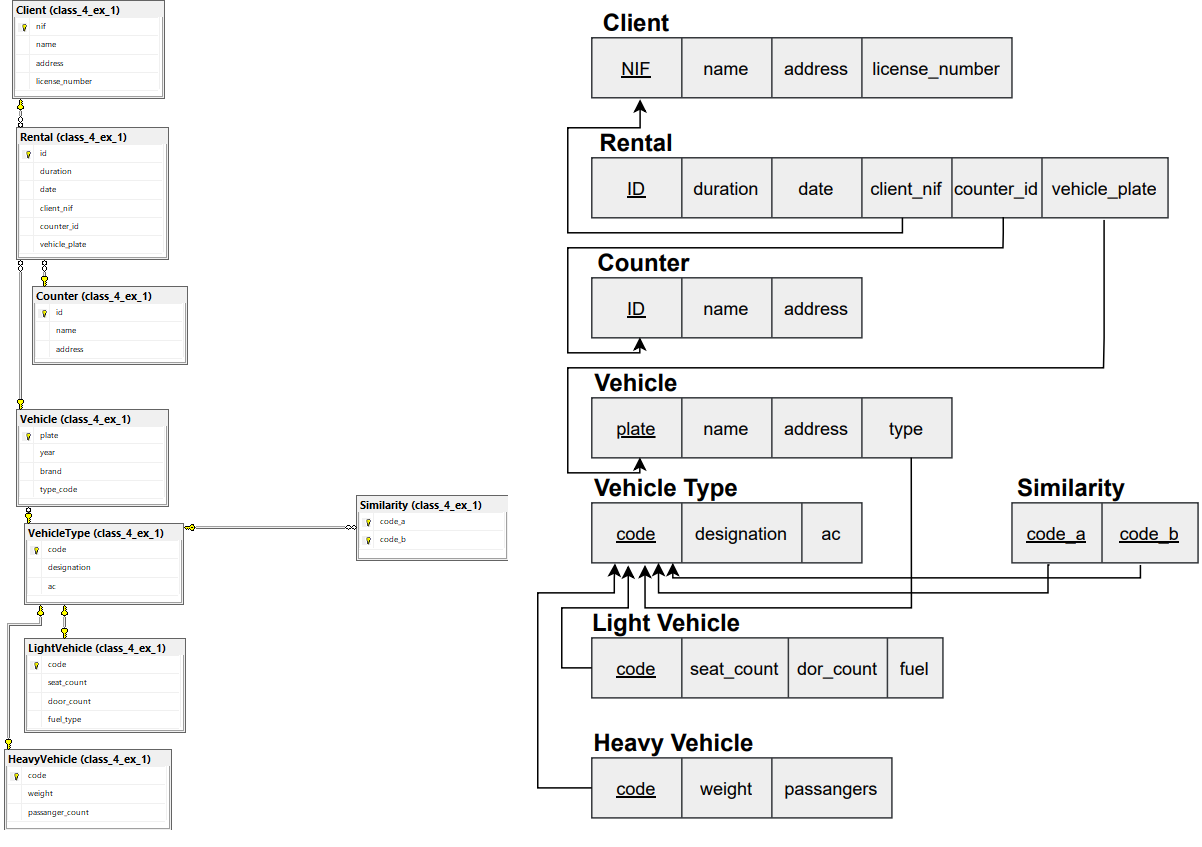 Client (class_4_ex_1)
nif
name
address
license_number
Rental (class_4_ex_1)
id
duration
date
client_nif
counter_id
vehicle_plate
Counter (class_4_ex_1)
id
name
address
Vehicle (class_4_ex_1)
plate
year
brand
type_code
VehicleType (class_4_ex_1)
code
designation
ac
Similarity (class_4_ex_1)
code_a
code_b
LightVehicle (class_4_ex_1)
code
seat_count
door_count
fuel_type
HeavyVehicle (class_4_ex_1)
code
weight
passanger_count
Client
NIF name address license_number
Rental
ID duration date client_nif counter_id vehicle_plate
Counter
ID name address
Vehicle
plate name address type
Vehicle Type
code designation ac
Similarity
code_a code_b
Light Vehicle
code seat_count dor_count fuel
Heavy Vehicle
code weight passangers